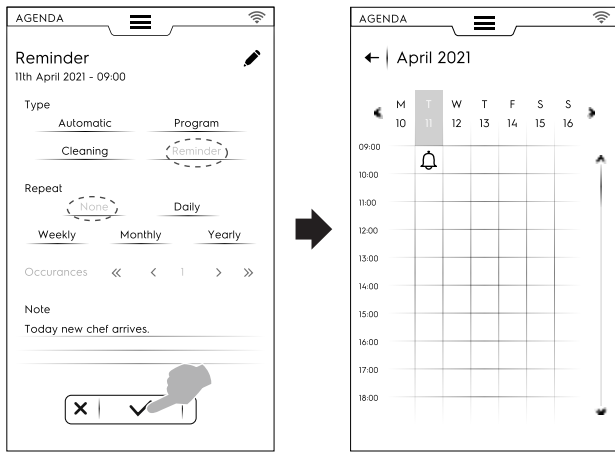 AGENDA
Reminder
11th April 2021 - 09:00
Type
Automatic Program
Cleaning Reminder
Repeat
None Daily
Weekly Monthly Yearly
Occurances « < 1 > »
Note
Today new chef arrives.
AGENDA
April 2021
M T W T F S S
10 11 12 13 14 15 16
09:00
10:00
11:00
12:00
13:00
14:00
15:00
16:00
17:00
18:00